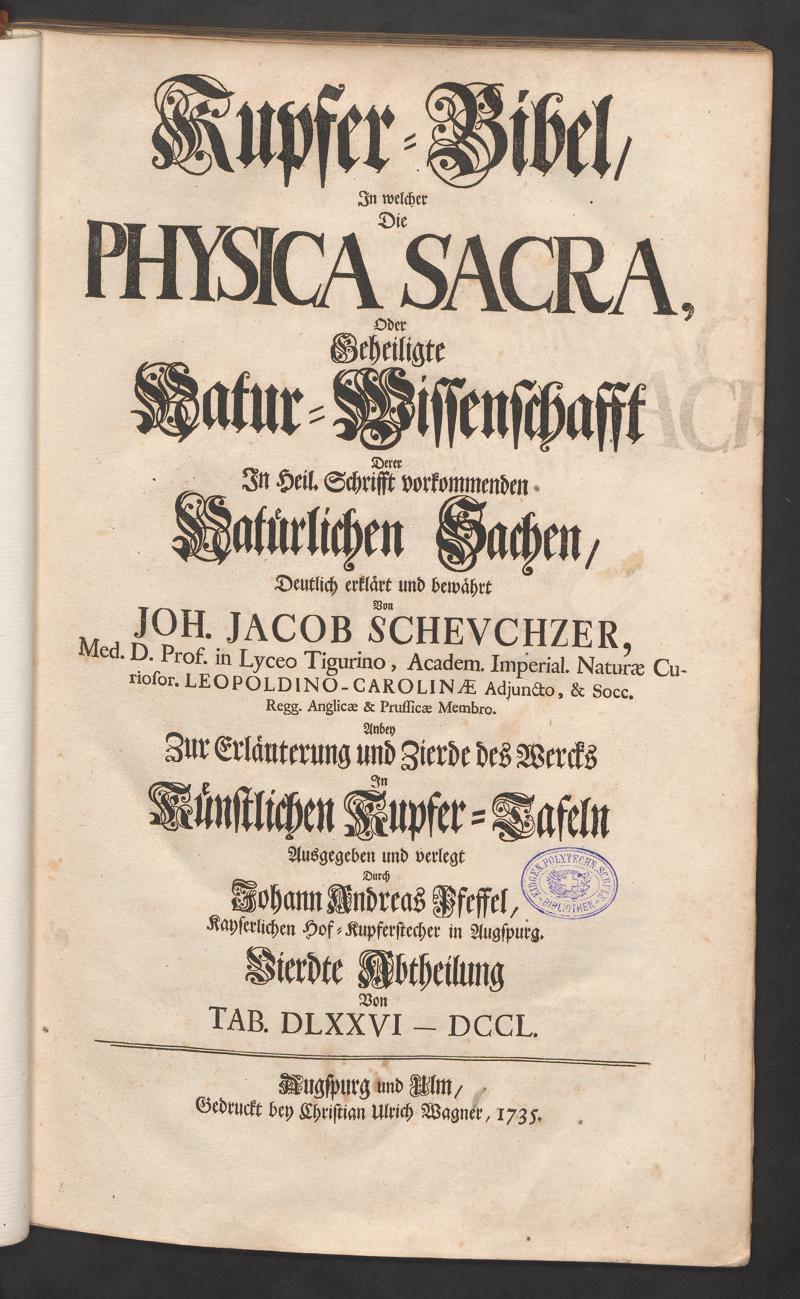 Kupfer-Bibel/
In welcher
Die
PHYSICA SACRA,
Oder
Geheiligte
Natur-Wissenschafft
Derer
In Heil. Schrifft vorkommenden
Natürlichen Sachen/
Deutlich erklärt und bewährt
Von
JOH. JACOB SCHEVCHZER,
Med. D. Prof. in Lyceo Tigurino, Academ. Imperial. Naturæ Cu-
riosor. LEOPOLDINO-CAROLINÆ Adjuncto, & Socc.
Regg. Anglicæ & Prussicæ Membro.
Anbey
Zur Erläuterung und Zierde des Wercks
In
Künstlichen Kupfer-Tafeln
Ausgegeben und verlegt
Durch
Johann Andreas Pfeffel,
Kayserlichen Hof-Kupferstecher in Augspurg.
EIDGEN. POLYTECHN. SCHULE
BIBLIOTHEK
Vierdte Abtheilung
Von
TAB. DLXXVI — DCCL.
Augspurg und Ulm/
Gedruckt bey Christian Ulrich Wagner, 1735.